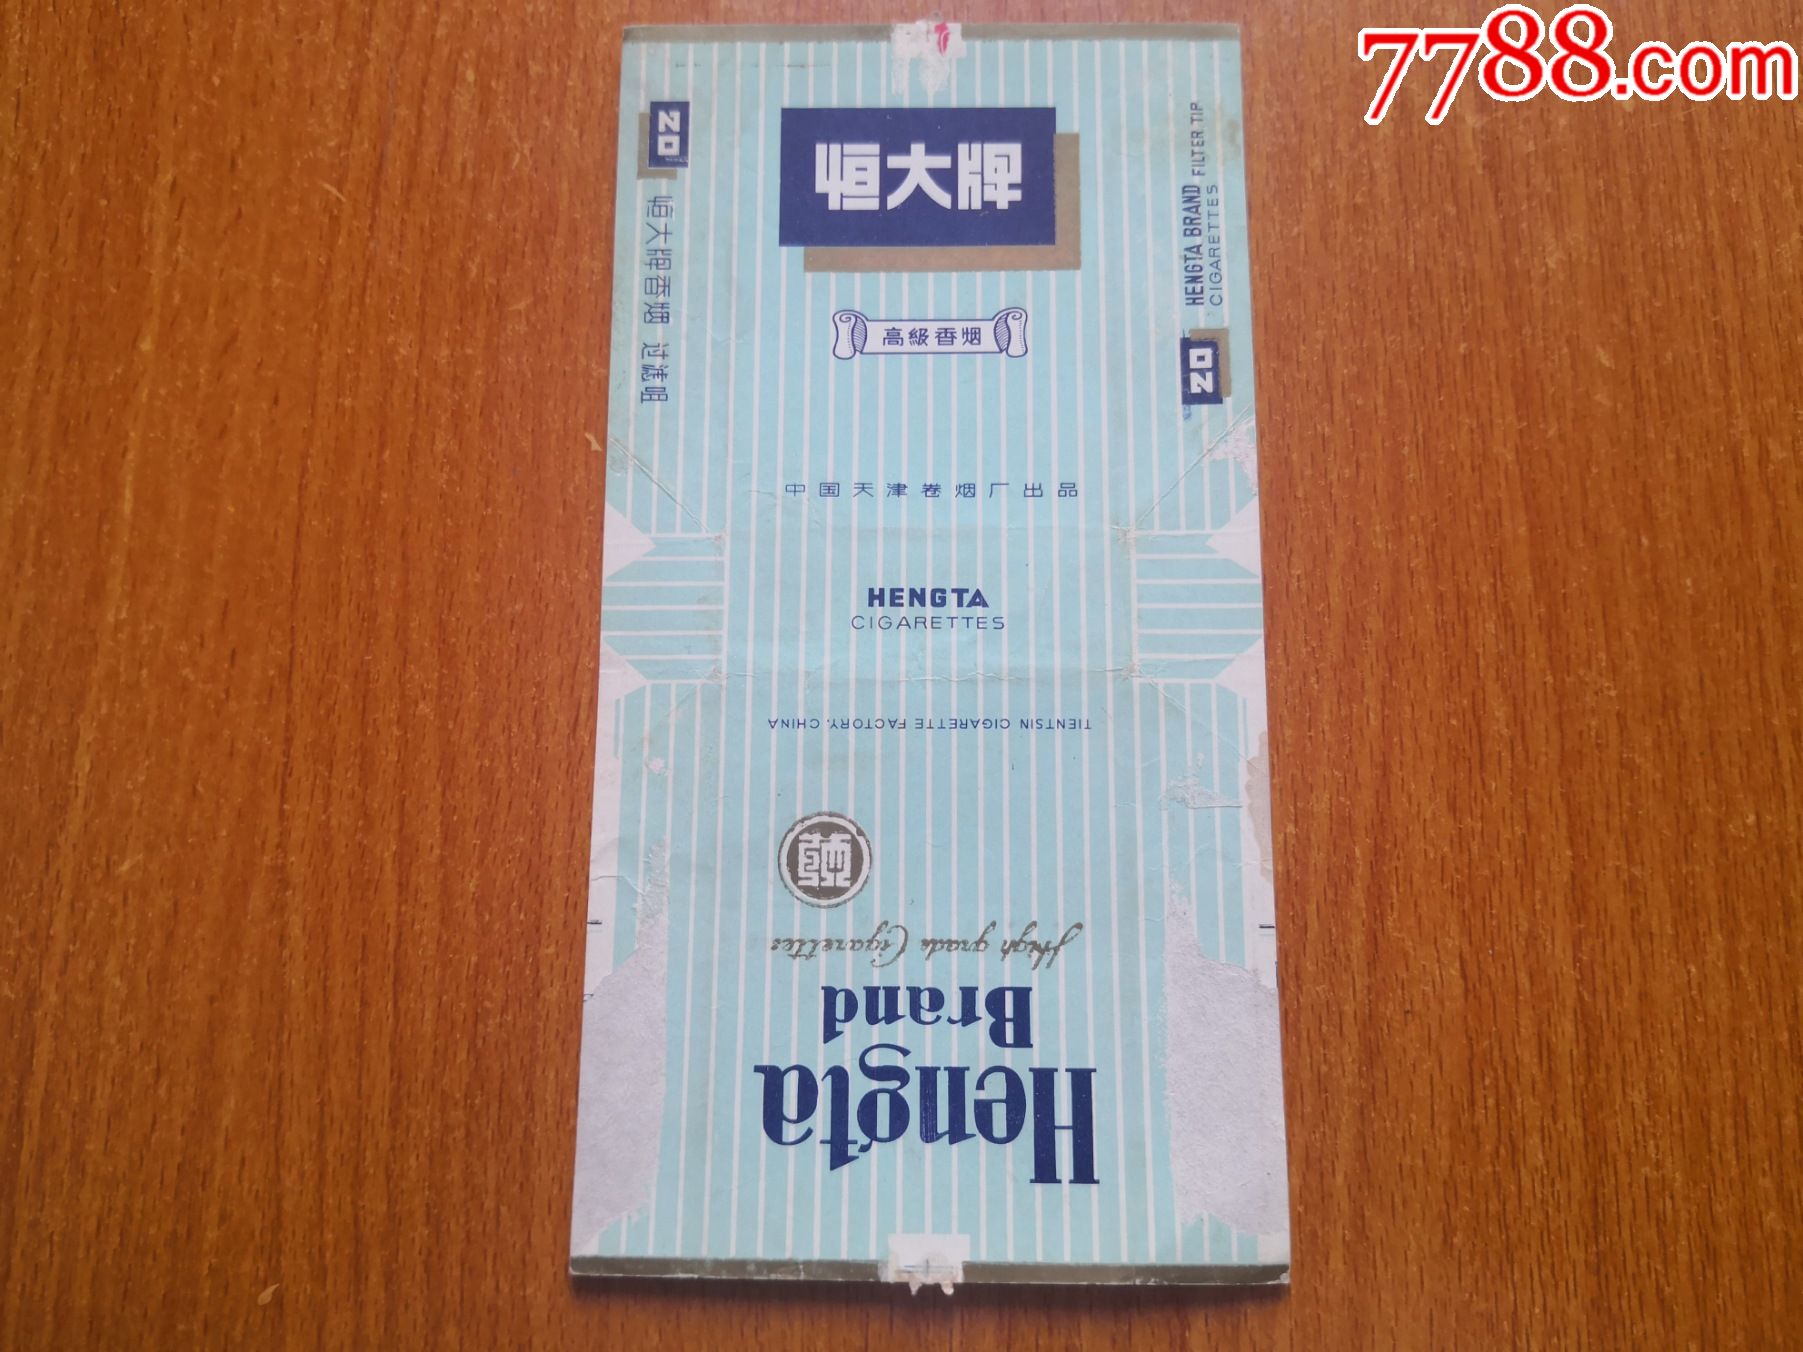 7788.com
恒大牌
高級香烟
20
恒大牌香烟 过滤咀
HENGTA BRAND FILTER TIP
CIGARETTES
20
中国天津卷烟厂出品
HENGTA
CIGARETTES
TIENTSIN CIGARETTE FACTORY, CHINA
High grade Cigarettes
Hengta
Brand